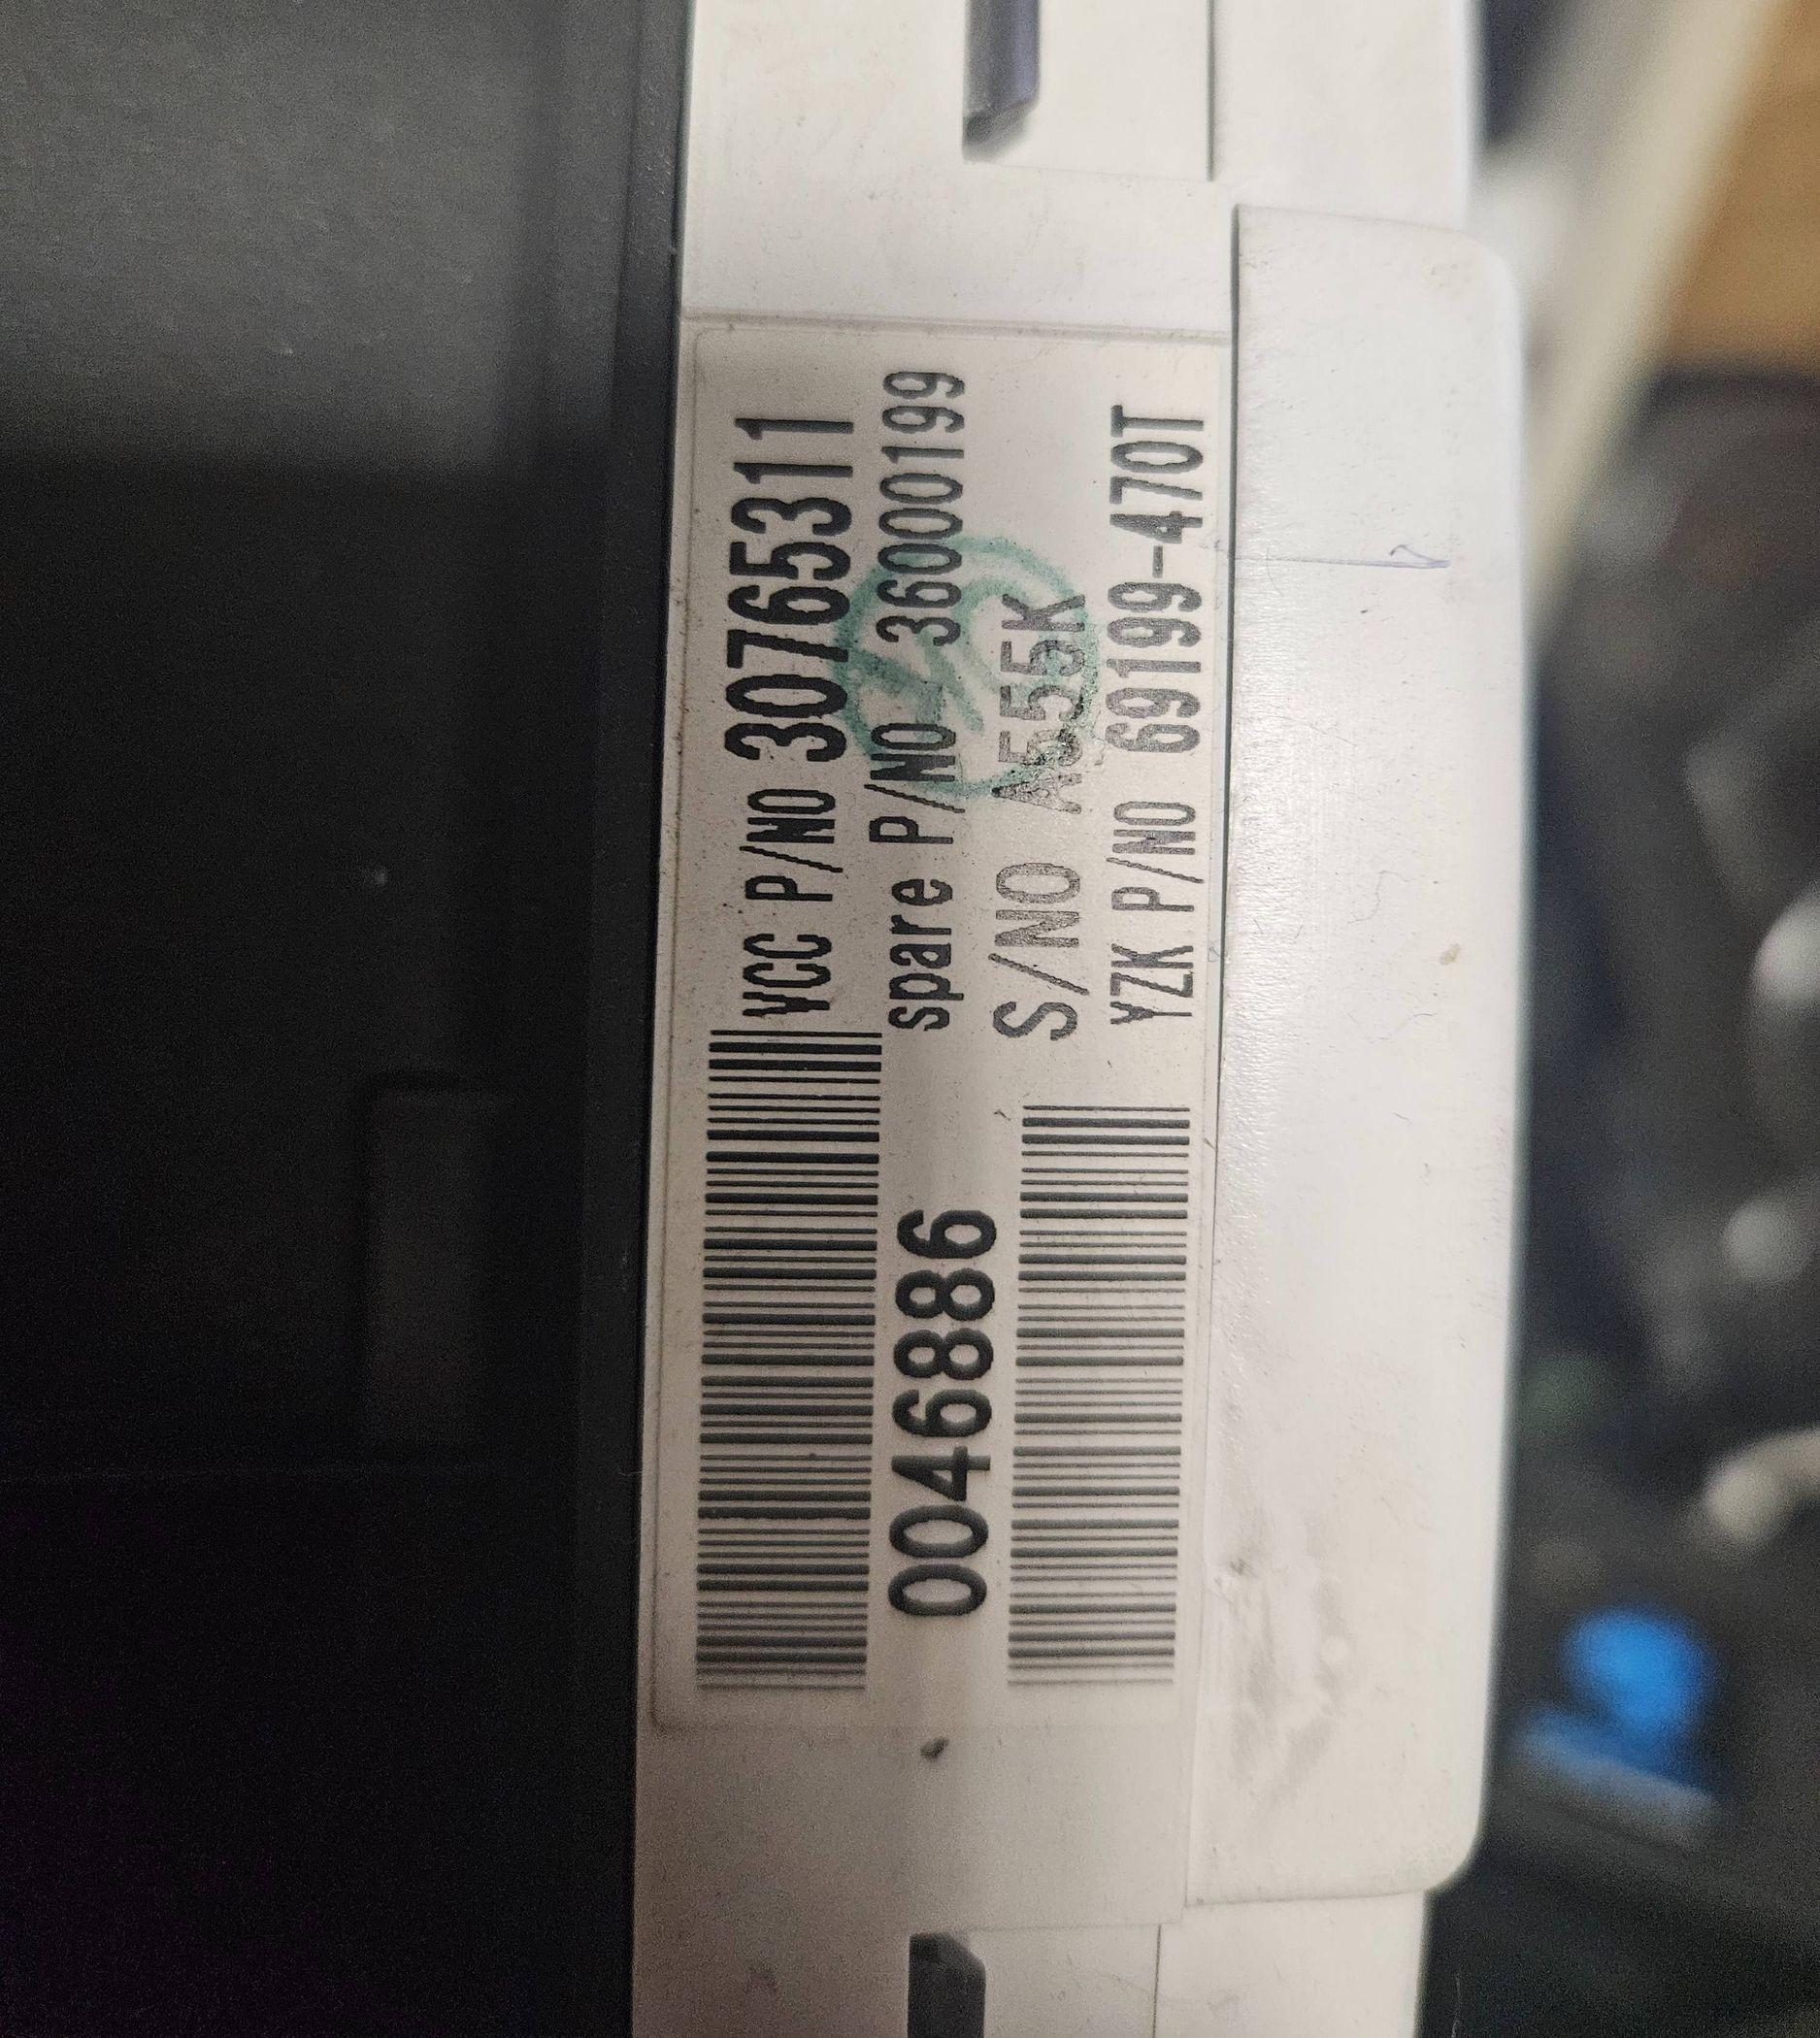 VCC P/NO 30765311
spare P/NO 36000199
S/NO A555K
YZK P/NO 69199-470T
0046886